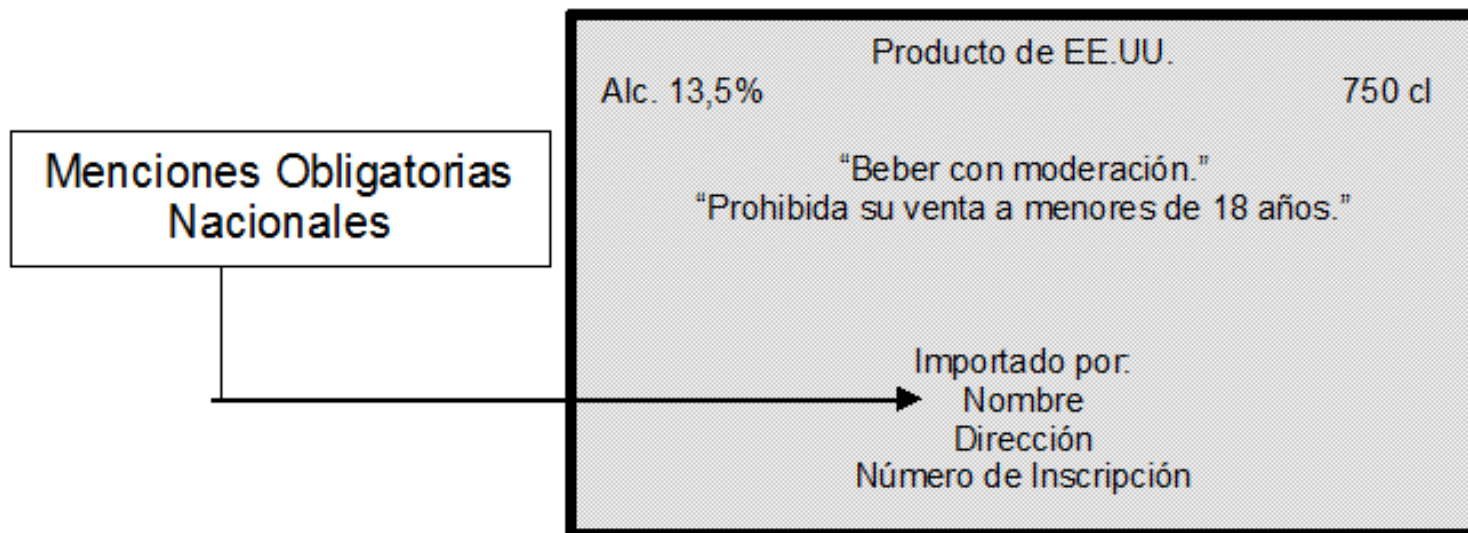 Menciones Obligatorias
Nacionales
Producto de EE.UU.
Alc. 13,5%
750 cl
“Beber con moderación.”
“Prohibida su venta a menores de 18 años.”
Importado por:
Nombre
Dirección
Número de Inscripción